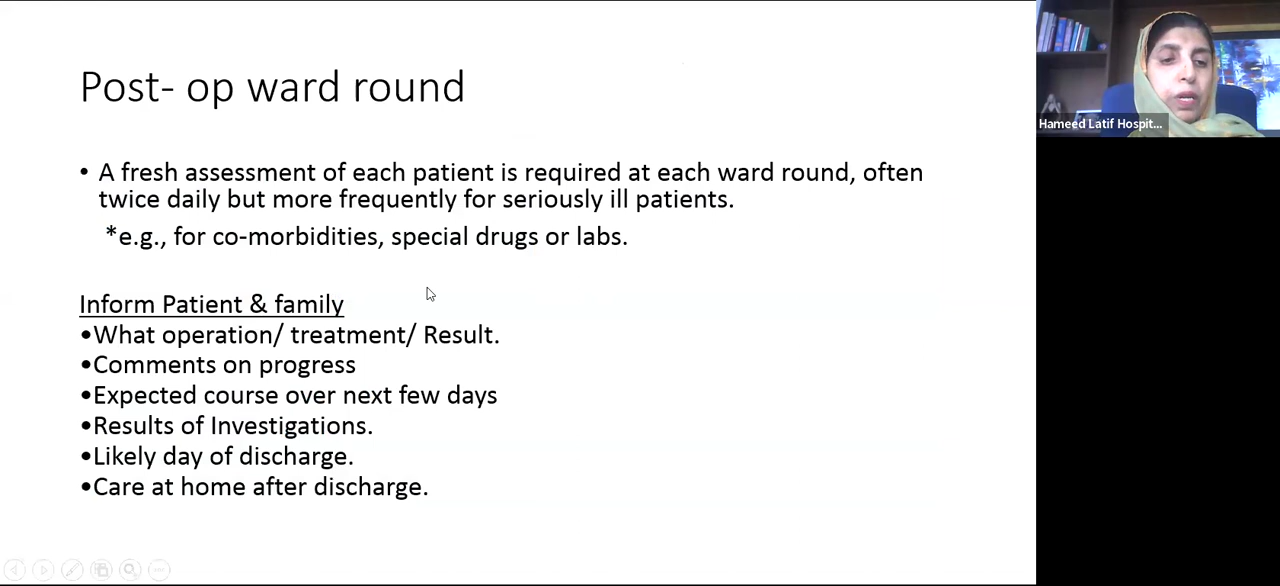 Post- op ward round
• A fresh assessment of each patient is required at each ward round, often
twice daily but more frequently for seriously ill patients.
*e.g., for co-morbidities, special drugs or labs.
Inform Patient & family
•What operation/ treatment/ Result.
•Comments on progress
•Expected course over next few days
•Results of Investigations.
•Likely day of discharge.
•Care at home after discharge.
Hameed Latif Hospit...